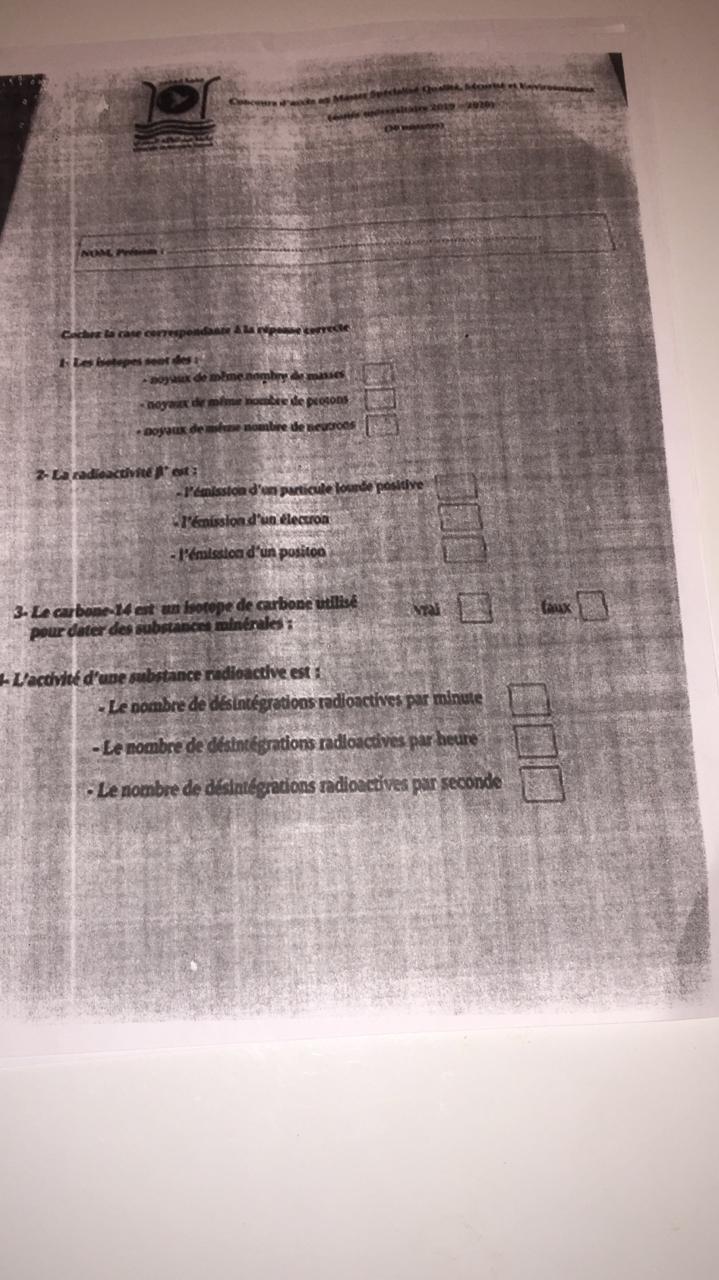 Concours d'accès au Master Spécialisé Qualité, Sécurité et Environnement
(année universitaire 2019 - 2020)
(30 minutes)
NOM, Prénom :
Cochez la case correspondante à la réponse correcte
1- Les isotopes sont des :
- noyaux de même nombre de masses
- noyaux de même nombre de protons
- noyaux de même nombre de neutrons
2- La radioactivité β⁺ est :
- l'émission d'un particule lourde positive
- l'émission d'un électron
- l'émission d'un positon
3- Le carbone-14 est un isotope de carbone utilisé vrai faux
pour dater des substances minérales :
4- L'activité d'une substance radioactive est :
- Le nombre de désintégrations radioactives par minute
- Le nombre de désintégrations radioactives par heure
- Le nombre de désintégrations radioactives par seconde